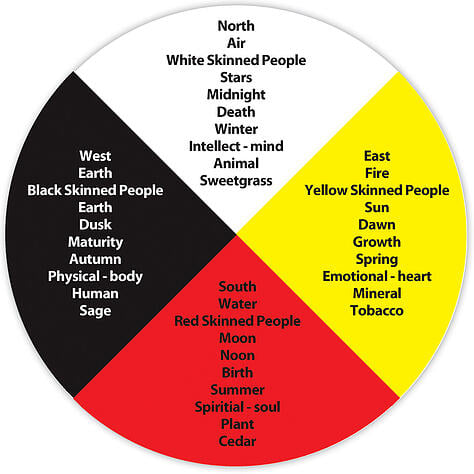 North
Air
White Skinned People
Stars
Midnight
Death
Winter
Intellect - mind
Animal
Sweetgrass
West
Earth
Black Skinned People
Earth
Dusk
Maturity
Autumn
Physical - body
Human
Sage
East
Fire
Yellow Skinned People
Sun
Dawn
Growth
Spring
Emotional - heart
Mineral
Tobacco
South
Water
Red Skinned People
Moon
Noon
Birth
Summer
Spiritial - soul
Plant
Cedar